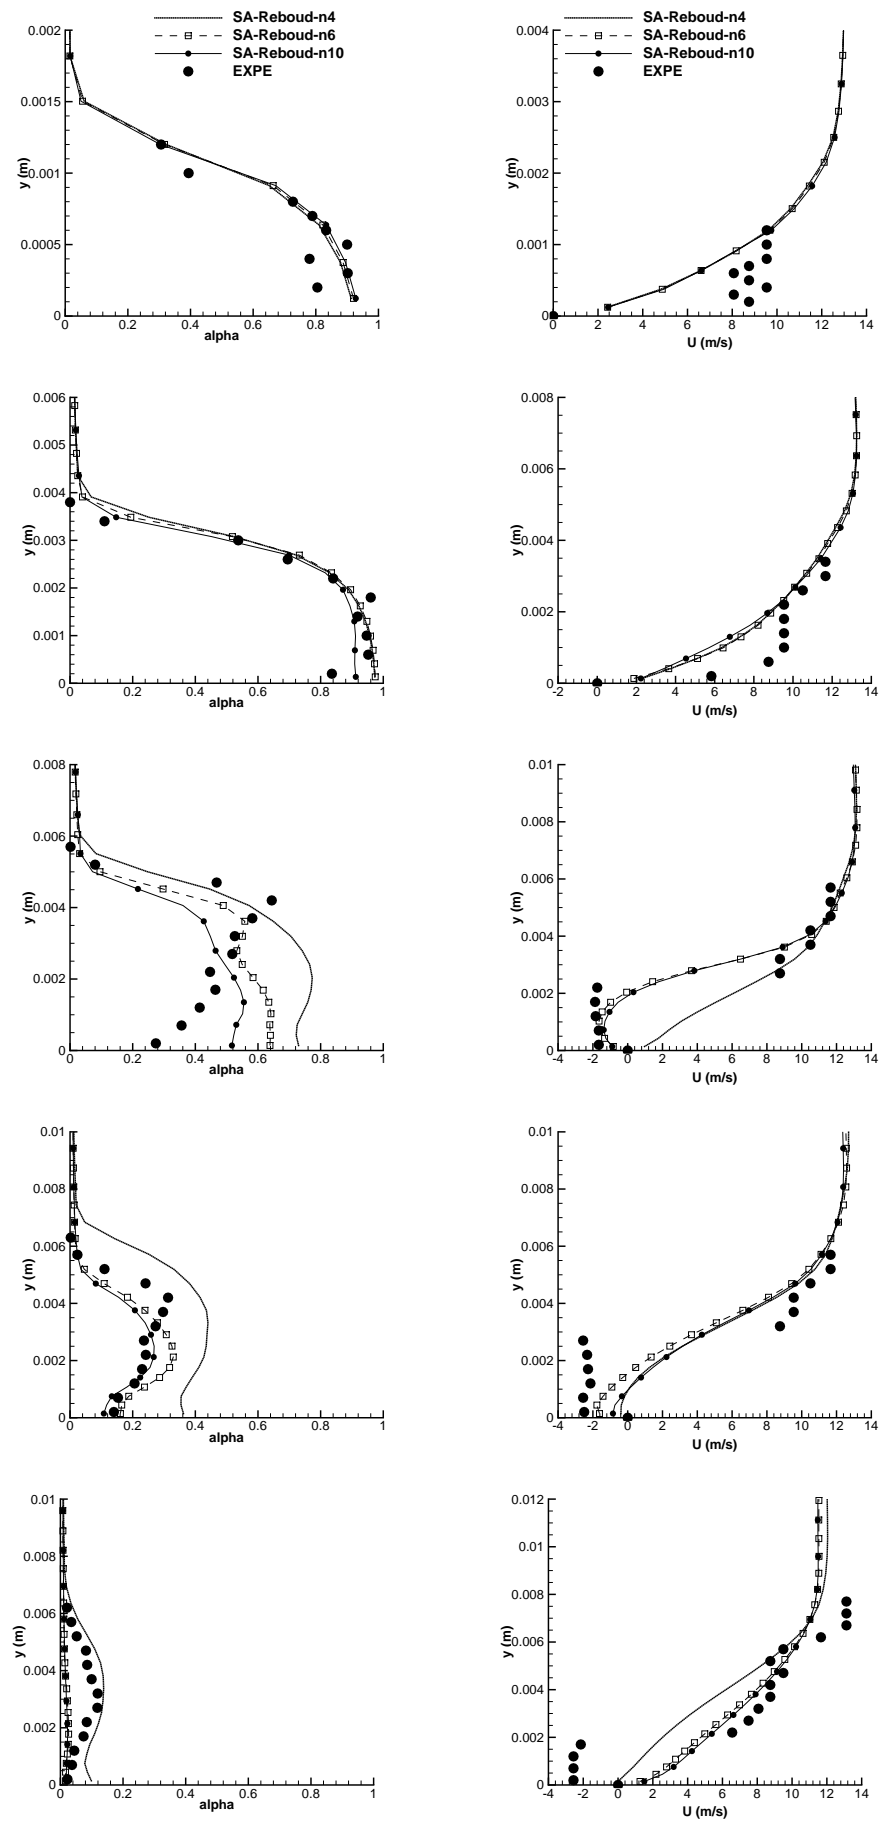 SA-Reboud-n4
SA-Reboud-n6
SA-Reboud-n10
EXPE
0.002
0.0015
0.001
0.0005
0
y (m)
0 0.2 0.4 0.6 0.8 1
alpha
SA-Reboud-n4
SA-Reboud-n6
SA-Reboud-n10
EXPE
0.004
0.003
0.002
0.001
0
y (m)
0 2 4 6 8 10 12 14
U (m/s)
0.006
0.005
0.004
0.003
0.002
0.001
0
y (m)
0 0.2 0.4 0.6 0.8 1
alpha
0.008
0.006
0.004
0.002
0
y (m)
-2 0 2 4 6 8 10 12 14
U (m/s)
0.008
0.006
0.004
0.002
0
y (m)
0 0.2 0.4 0.6 0.8 1
alpha
0.01
0.008
0.006
0.004
0.002
0
y (m)
-4 -2 0 2 4 6 8 10 12 14
U (m/s)
0.01
0.008
0.006
0.004
0.002
0
y (m)
0 0.2 0.4 0.6 0.8 1
alpha
0.01
0.008
0.006
0.004
0.002
0
y (m)
-4 -2 0 2 4 6 8 10 12 14
U (m/s)
0.01
0.008
0.006
0.004
0.002
0
y (m)
0 0.2 0.4 0.6 0.8 1
alpha
0.012
0.01
0.008
0.006
0.004
0.002
0
y (m)
-4 -2 0 2 4 6 8 10 12 14
U (m/s)